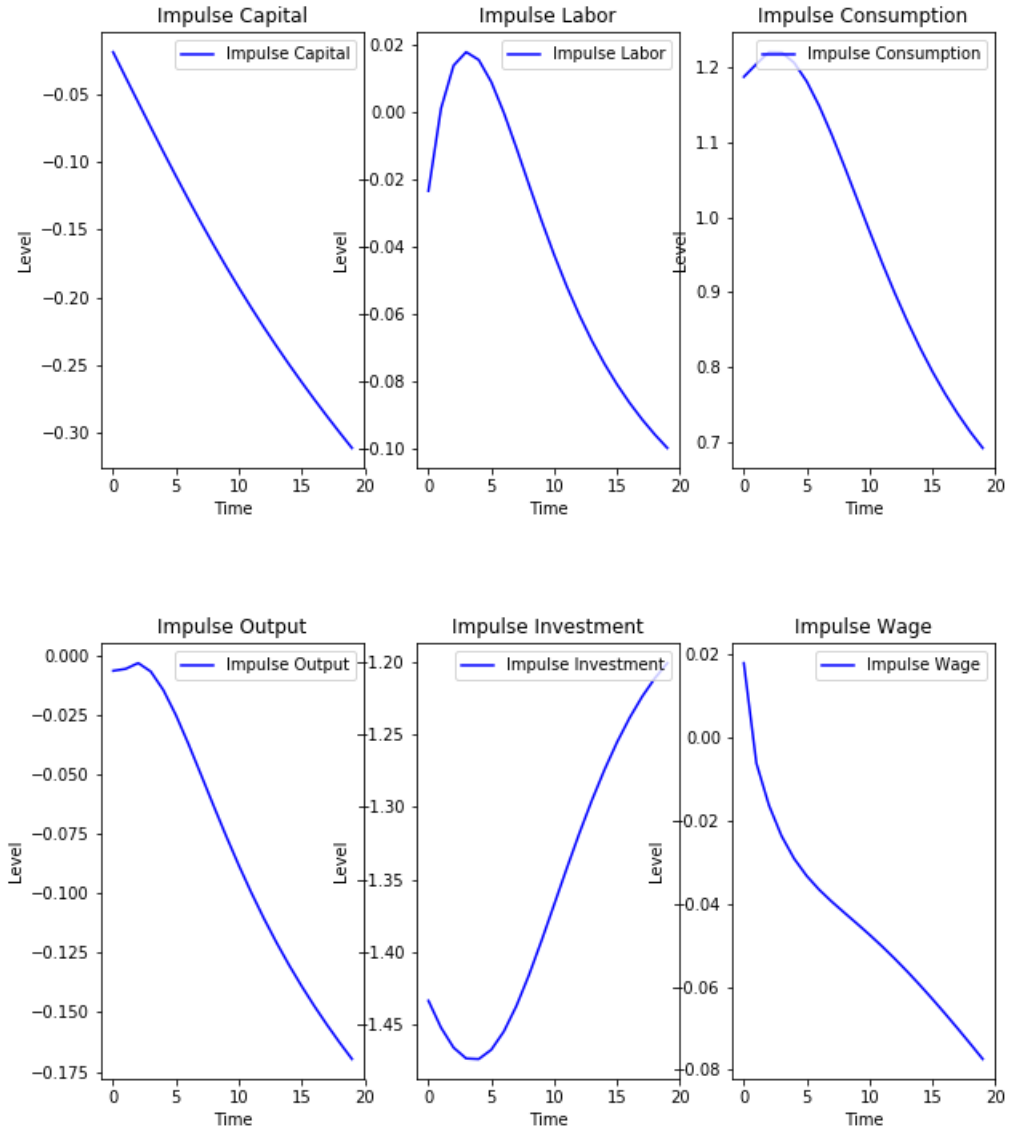 Impulse Capital
Impulse Labor
Impulse Consumption
Impulse Capital
Impulse Labor
Impulse Consumption
Level
−0.05
−0.10
−0.15
−0.20
−0.25
−0.30
0 5 10 15 20
Time
Level
0.02
0.00
−0.02
−0.04
−0.06
−0.08
−0.10
0 5 10 15 20
Time
Level
1.2
1.1
1.0
0.9
0.8
0.7
0 5 10 15 20
Time
Impulse Output
Impulse Investment
Impulse Wage
Impulse Output
Impulse Investment
Impulse Wage
Level
0.000
−0.025
−0.050
−0.075
−0.100
−0.125
−0.150
−0.175
0 5 10 15 20
Time
Level
−1.20
−1.25
−1.30
−1.35
−1.40
−1.45
0 5 10 15 20
Time
Level
0.02
0.00
−0.02
−0.04
−0.06
−0.08
0 5 10 15 20
Time